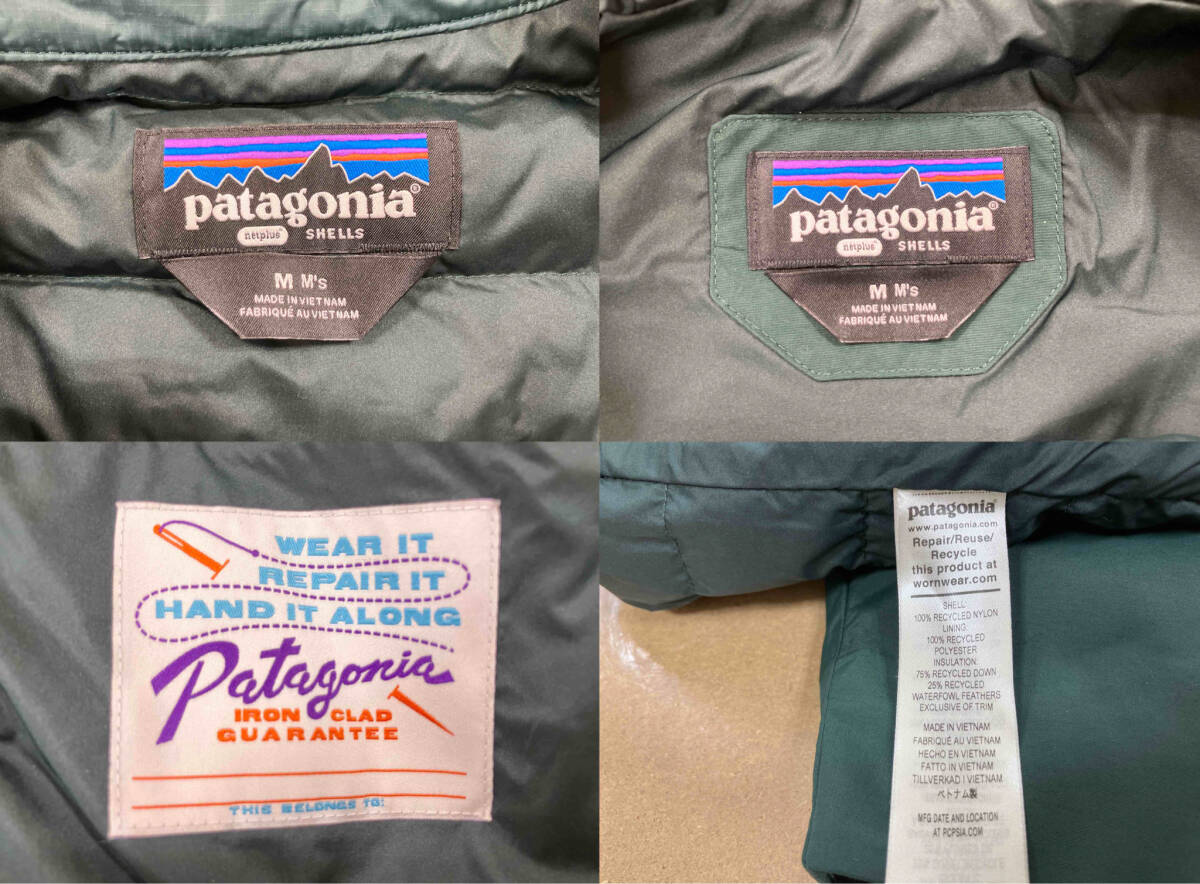 patagonia®
netplus® SHELLS
M M's
MADE IN VIETNAM
FABRIQUÉ AU VIETNAM
patagonia®
netplus® SHELLS
M M's
MADE IN VIETNAM
FABRIQUÉ AU VIETNAM
WEAR IT
REPAIR IT
HAND IT ALONG
Patagonia
IRON CLAD
GUARANTEE
THIS BELONGS TO:
patagonia®
www.patagonia.com
Repair/Reuse/
Recycle
this product at
wornwear.com
SHELL:
100% RECYCLED NYLON
LINING:
100% RECYCLED
POLYESTER
INSULATION:
75% RECYCLED DOWN
25% RECYCLED
WATERFOWL FEATHERS
EXCLUSIVE OF TRIM
MADE IN VIETNAM
FABRIQUÉ AU VIETNAM
HECHO EN VIETNAM
FATTO IN VIETNAM
TILLVERKAD I VIETNAM
ベトナム製
MFG DATE AND LOCATION
AT RCPSIA.COM